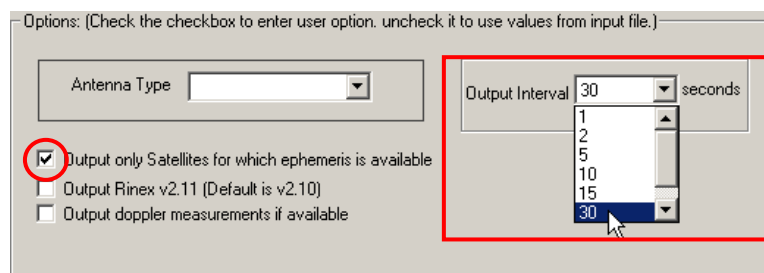 Options: (Check the checkbox to enter user option. uncheck it to use values from input file.)
Antenna Type
Output Interval 30 seconds
1
2
5
10
15
30
Output only Satellites for which ephemeris is available
Output Rinex v2.11 (Default is v2.10)
Output doppler measurements if available